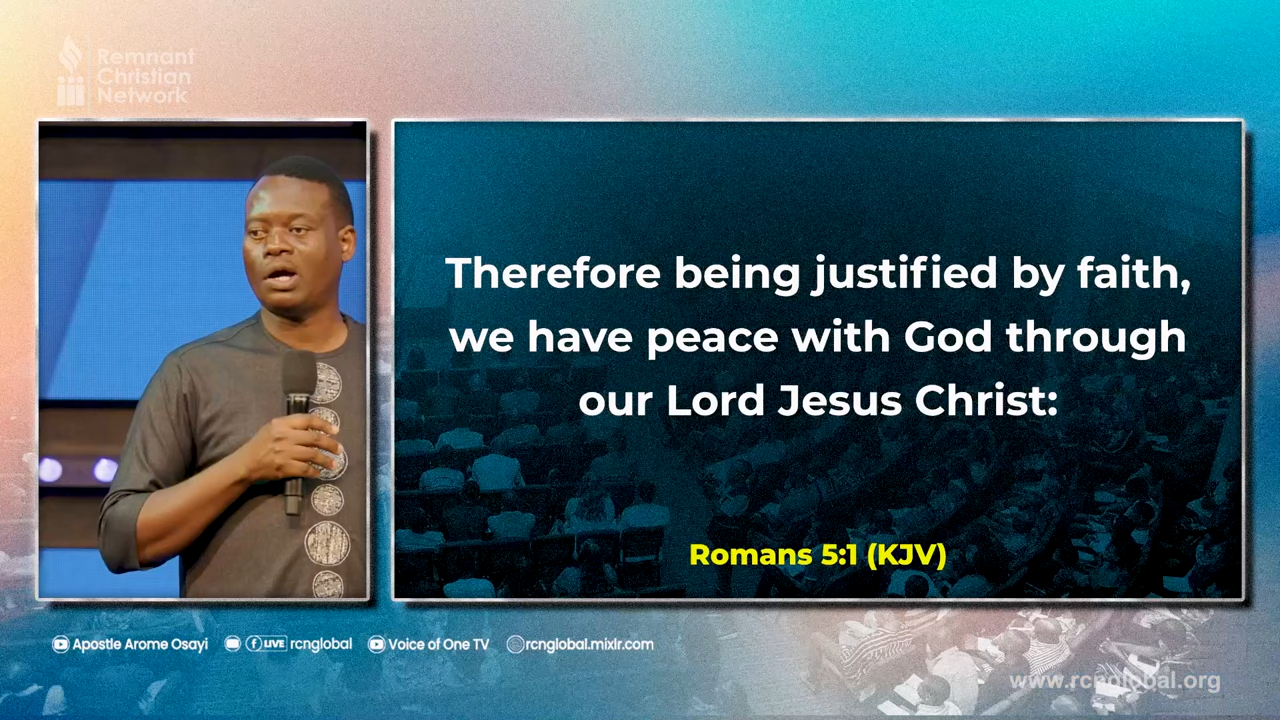 Remnant
Christian
Network
Therefore being justified by faith,
we have peace with God through
our Lord Jesus Christ:
Romans 5:1 (KJV)
Apostle Arome Osayi
LIVE rcnglobal
Voice of One TV
rcnglobal.mixlr.com
www.rcnglobal.org